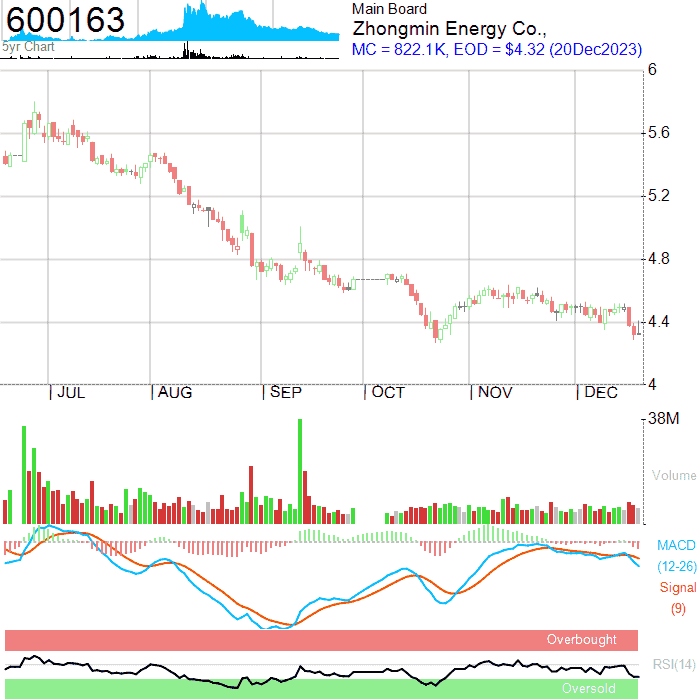 600163
5yr Chart
Main Board
Zhongmin Energy Co.,
MC = 822.1K, EOD = $4.32 (20Dec2023)
6
5.6
5.2
4.8
4.4
4
JUL AUG SEP OCT NOV DEC
38M
Volume
MACD
(12-26)
Signal
(9)
Overbought
RSI(14)
Oversold